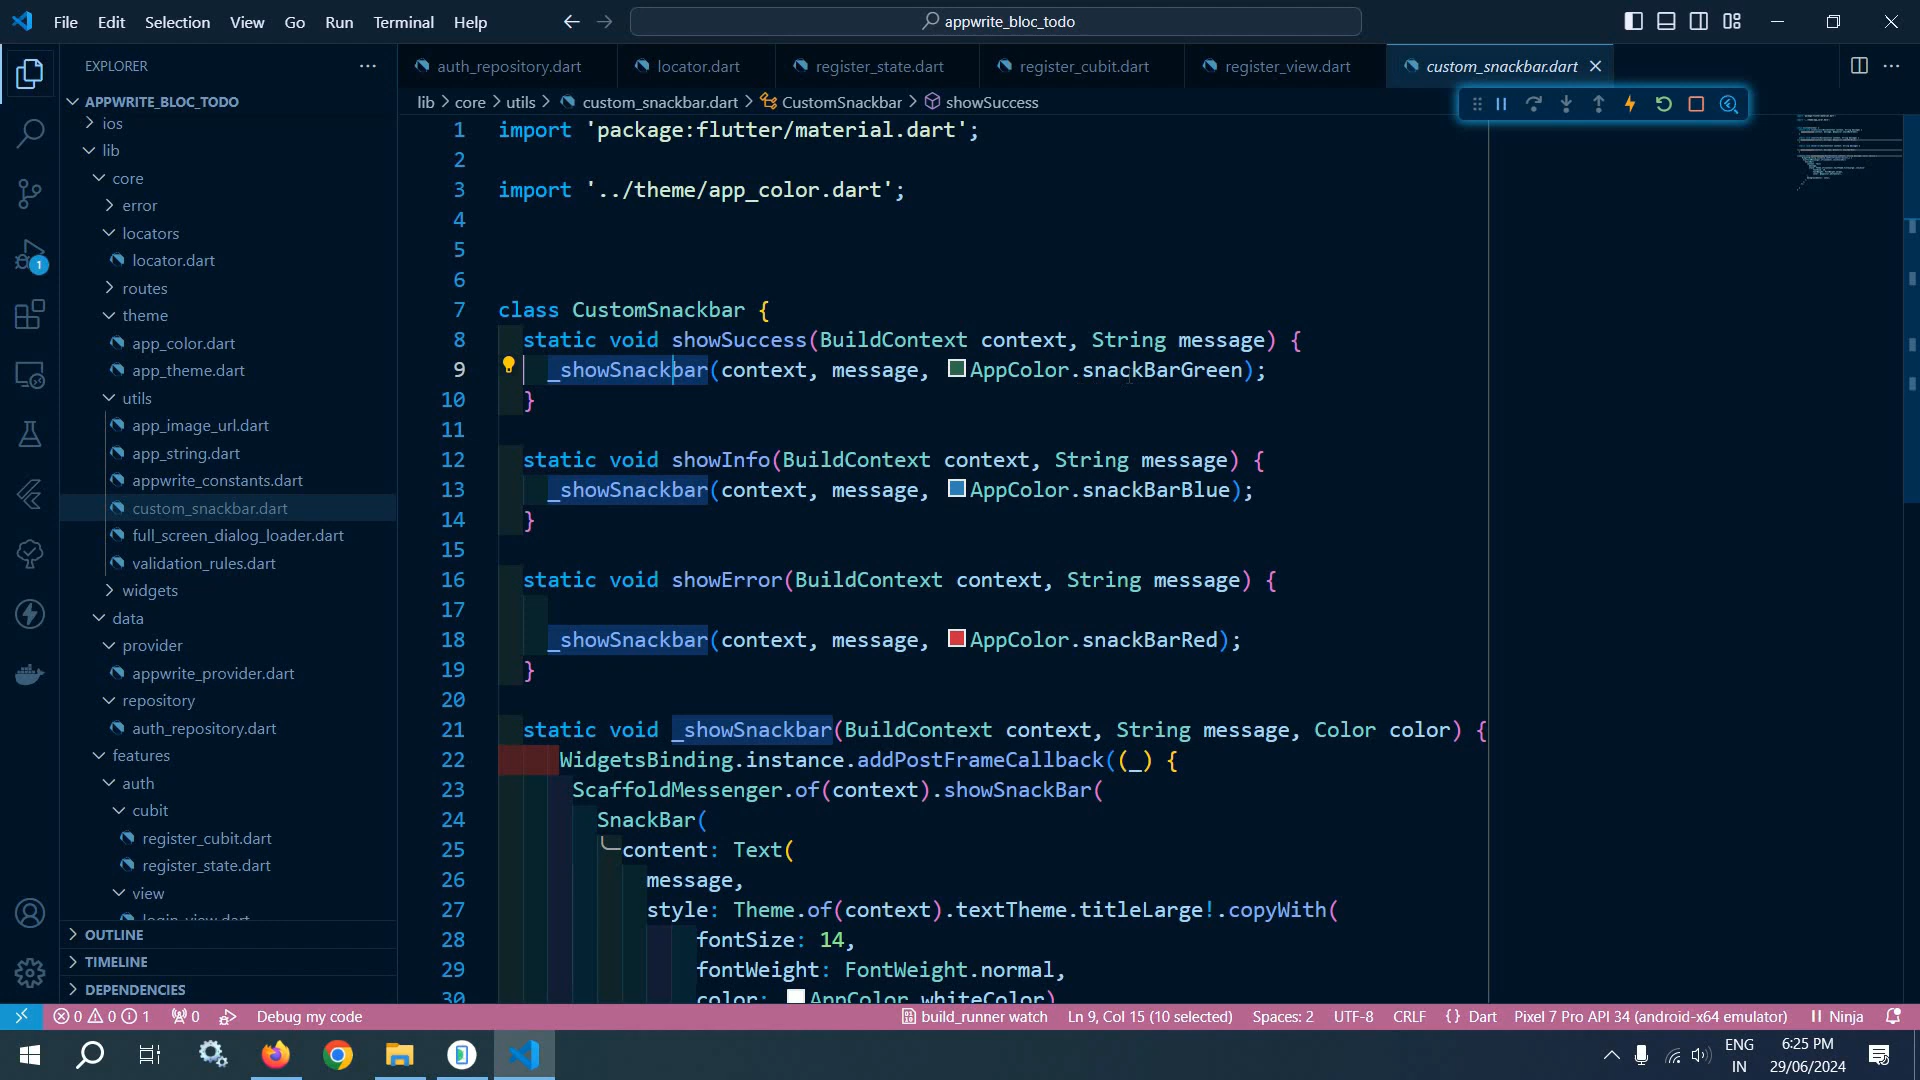 File Edit Selection View Go Run Terminal Help
appwrite_bloc_todo
EXPLORER
APPWRITE_BLOC_TODO
ios
lib
core
error
locators
locator.dart
routes
theme
app_color.dart
app_theme.dart
utils
app_image_url.dart
app_string.dart
appwrite_constants.dart
custom_snackbar.dart
full_screen_dialog_loader.dart
validation_rules.dart
widgets
data
provider
appwrite_provider.dart
repository
auth_repository.dart
features
auth
cubit
register_cubit.dart
register_state.dart
view
login_view.dart
OUTLINE
TIMELINE
DEPENDENCIES
1
auth_repository.dart locator.dart register_state.dart register_cubit.dart register_view.dart custom_snackbar.dart
lib > core > utils > custom_snackbar.dart > CustomSnackbar > showSuccess
1 import 'package:flutter/material.dart';
2
3 import '../theme/app_color.dart';
4
5
6
7 class CustomSnackbar {
8 static void showSuccess(BuildContext context, String message) {
9 _showSnackbar(context, message, AppColor.snackBarGreen);
10 }
11
12 static void showInfo(BuildContext context, String message) {
13 _showSnackbar(context, message, AppColor.snackBarBlue);
14 }
15
16 static void showError(BuildContext context, String message) {
17
18 _showSnackbar(context, message, AppColor.snackBarRed);
19 }
20
21 static void _showSnackbar(BuildContext context, String message, Color color) {
22 WidgetsBinding.instance.addPostFrameCallback((_) {
23 ScaffoldMessenger.of(context).showSnackBar(
24 SnackBar(
25 content: Text(
26 message,
27 style: Theme.of(context).textTheme.titleLarge!.copyWith(
28 fontSize: 14,
29 fontWeight: FontWeight.normal,
30 color: AppColor.whiteColor)
0 0 1 0 Debug my code build_runner watch Ln 9, Col 15 (10 selected) Spaces: 2 UTF-8 CRLF {} Dart Pixel 7 Pro API 34 (android-x64 emulator) Ninja
ENG
IN
6:25 PM
29/06/2024